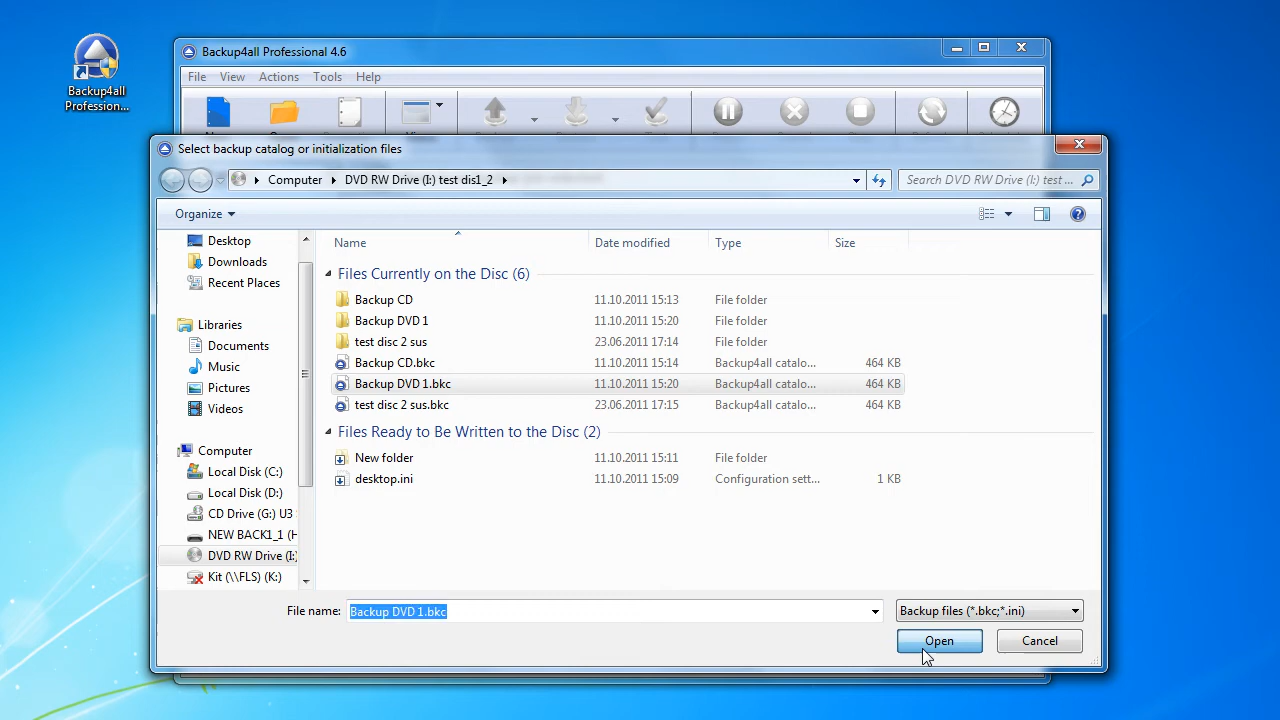 Backup4all
Profession...
Backup4all Professional 4.6
File View Actions Tools Help
Select backup catalog or initialization files
Computer DVD RW Drive (I:) test dis1_2
Search DVD RW Drive (I:) test ...
Organize
Desktop
Downloads
Recent Places
Libraries
Documents
Music
Pictures
Videos
Computer
Local Disk (C:)
Local Disk (D:)
CD Drive (G:) U3
NEW BACK1_1 (H
DVD RW Drive (I:)
Kit (\\FLS) (K:)
Name Date modified Type Size
Files Currently on the Disc (6)
Backup CD 11.10.2011 15:13 File folder
Backup DVD 1 11.10.2011 15:20 File folder
test disc 2 sus 23.06.2011 17:14 File folder
Backup CD.bkc 11.10.2011 15:14 Backup4all catalo... 464 KB
Backup DVD 1.bkc 11.10.2011 15:20 Backup4all catalo... 464 KB
test disc 2 sus.bkc 23.06.2011 17:15 Backup4all catalo... 464 KB
Files Ready to Be Written to the Disc (2)
New folder 11.10.2011 15:11 File folder
desktop.ini 11.10.2011 15:09 Configuration sett... 1 KB
File name: Backup DVD 1.bkc Backup files (*.bkc;*.ini)
Open Cancel